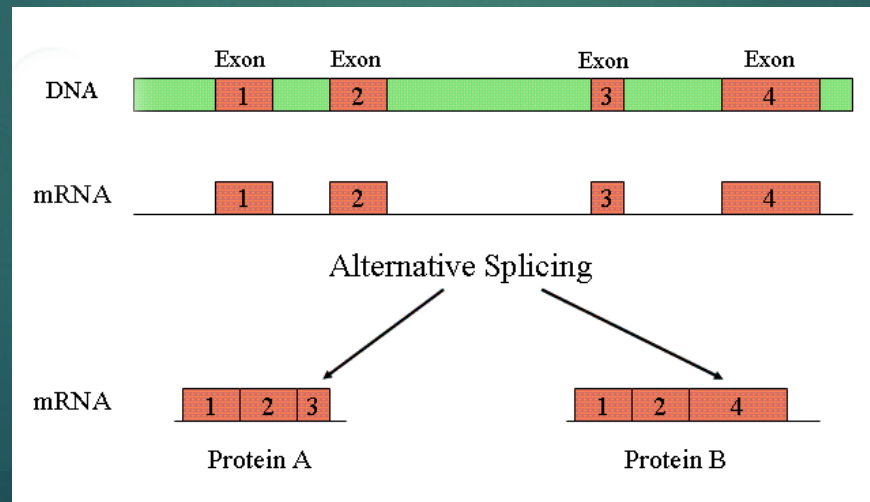 Exon Exon Exon Exon
DNA 1 2 3 4
mRNA 1 2 3 4
Alternative Splicing
mRNA 1 2 3 1 2 4
Protein A Protein B